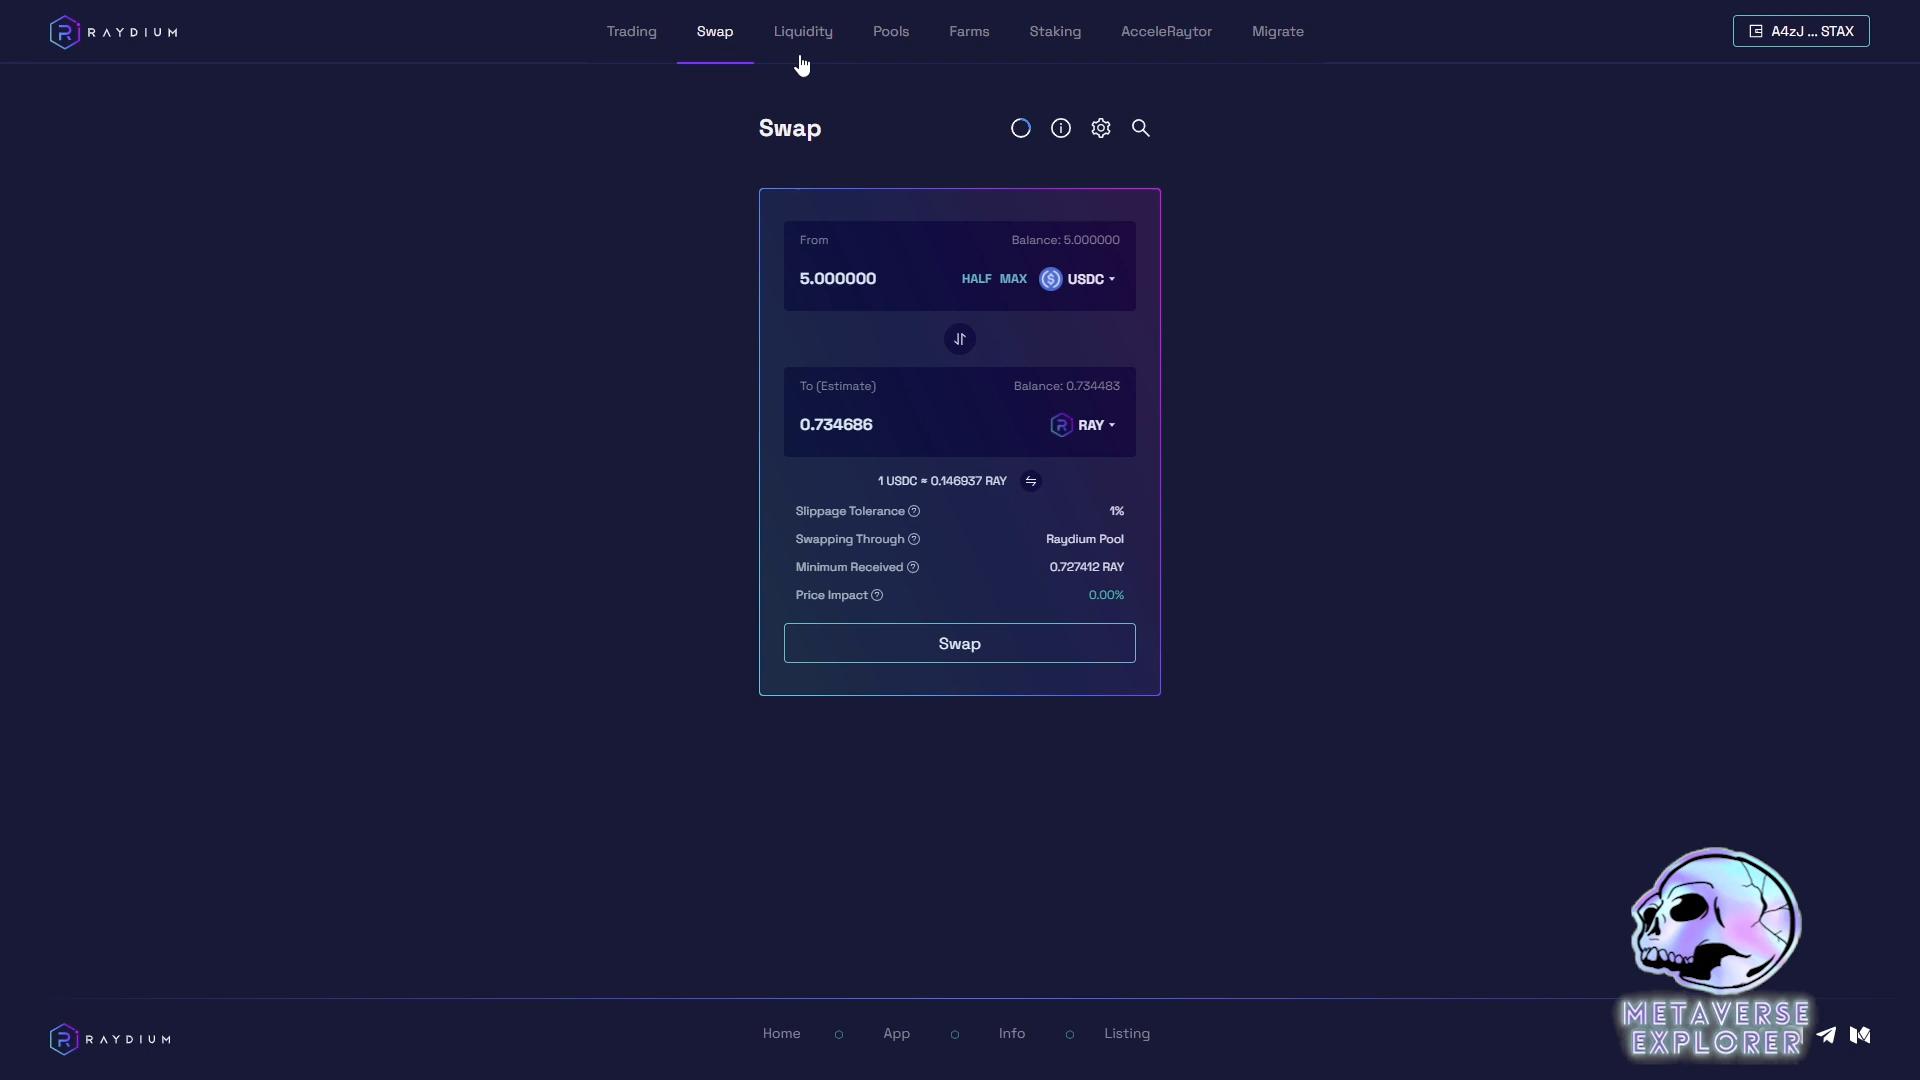 RAYDIUM
Trading Swap Liquidity Pools Farms Staking AcceleRaytor Migrate
A4zJ ... STAX
Swap
From Balance: 5.000000
5.000000 HALF MAX USDC
To (Estimate) Balance: 0.734483
0.734686 RAY
1 USDC ≈ 0.146937 RAY
Slippage Tolerance 1%
Swapping Through Raydium Pool
Minimum Received 0.727412 RAY
Price Impact 0.00%
Swap
RAYDIUM
Home App Info Listing
METAVERSE
EXPLORER